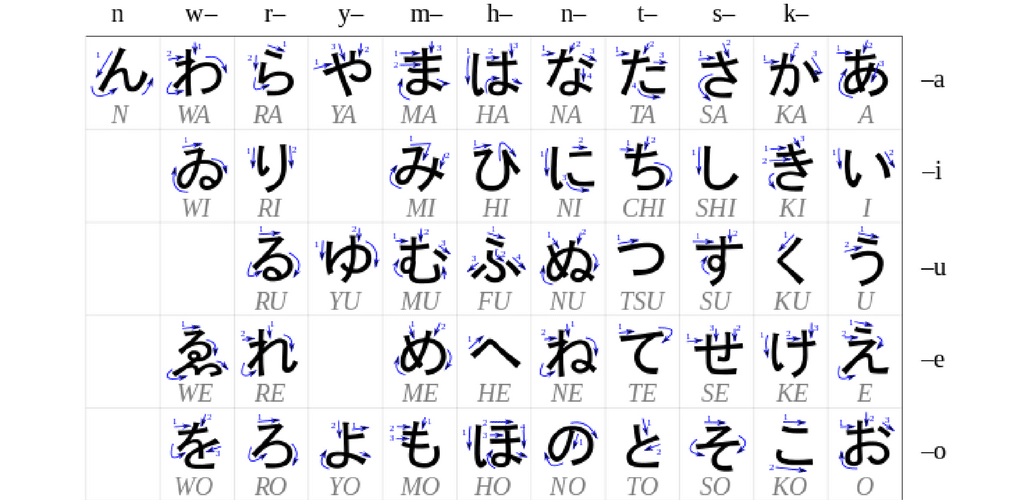 n w– r– y– m– h– n– t– s– k–
ん わ ら や ま は な た さ か あ –a
N WA RA YA MA HA NA TA SA KA A
ゐ り み ひ に ち し き い –i
WI RI MI HI NI CHI SHI KI I
る ゆ む ふ ぬ つ す く う –u
RU YU MU FU NU TSU SU KU U
ゑ れ め へ ね て せ け え –e
WE RE ME HE NE TE SE KE E
を ろ よ も ほ の と そ こ お –o
WO RO YO MO HO NO TO SO KO O